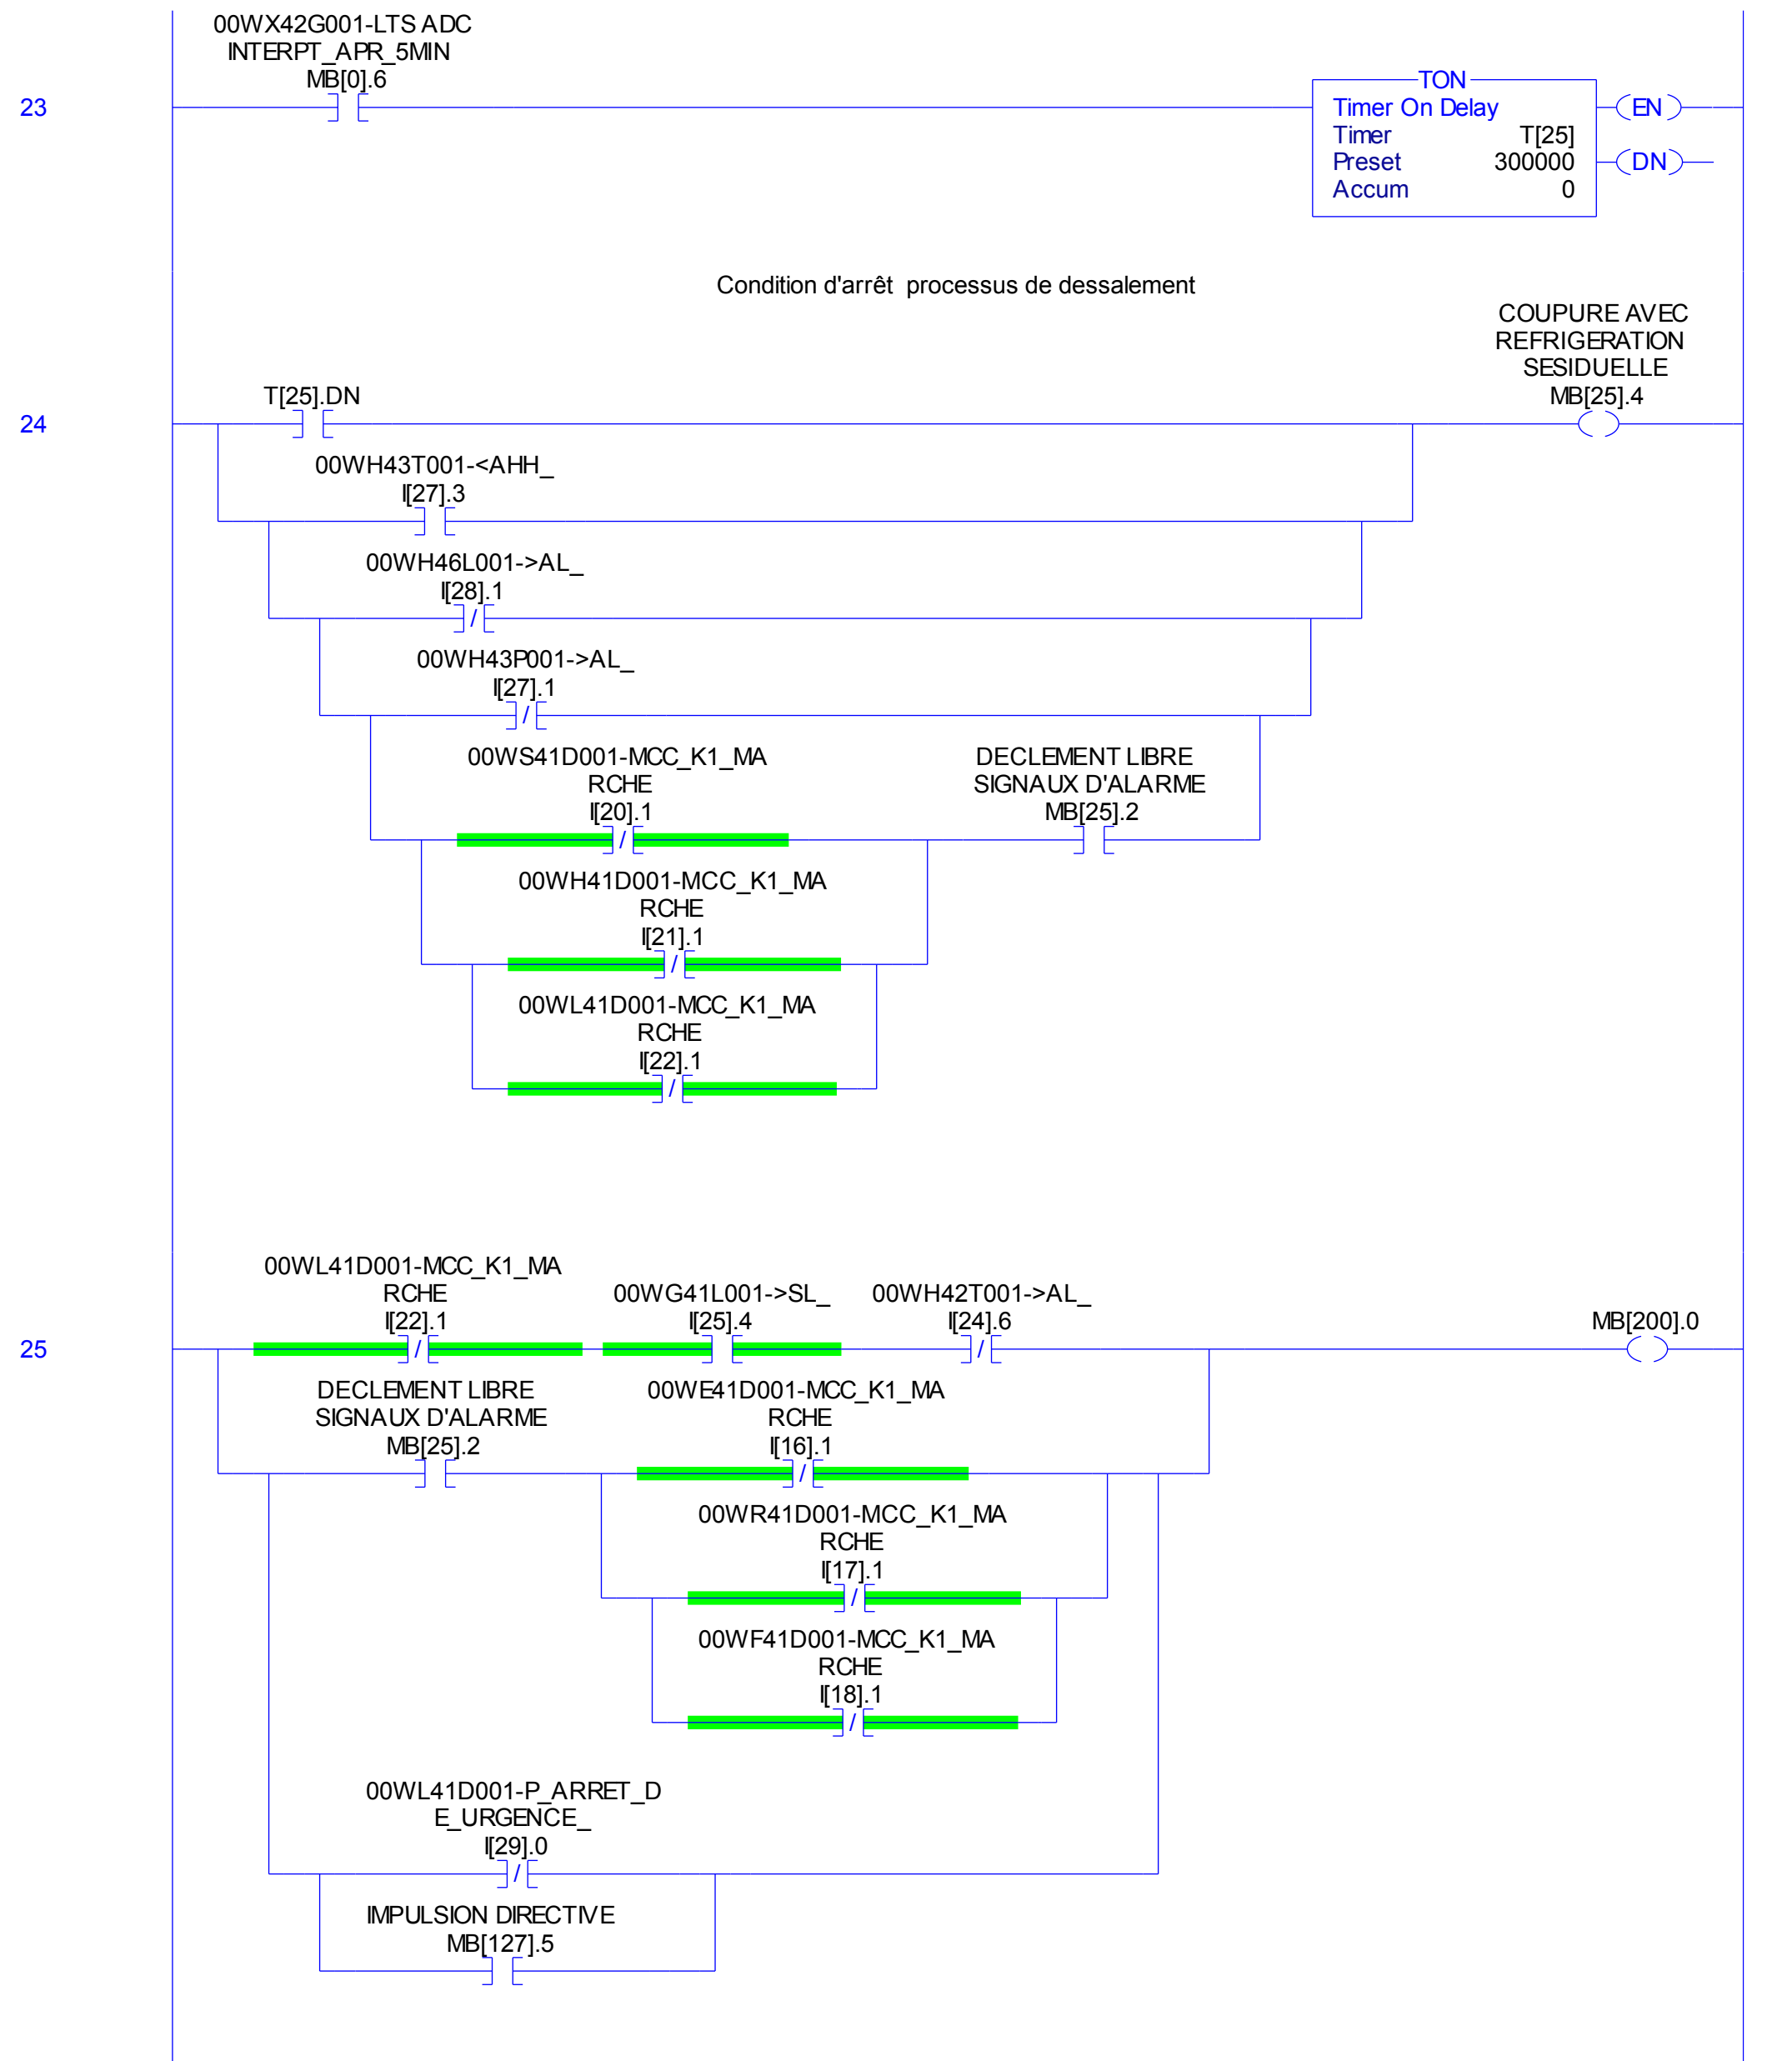 00WX42G001-LTS ADC
INTERPT_APR_5MIN
MB[0].6
23
TON
Timer On Delay
Timer T[25]
Preset 300000
Accum 0
EN
DN
Condition d'arrêt processus de dessalement
COUPURE AVEC
REFRIGERATION
SESIDUELLE
MB[25].4
24
T[25].DN
00WH43T001-<AHH_
I[27].3
00WH46L001->AL_
I[28].1
/
00WH43P001->AL_
I[27].1
/
00WS41D001-MCC_K1_MA
RCHE
I[20].1
/
DECLEMENT LIBRE
SIGNAUX D'ALARME
MB[25].2
00WH41D001-MCC_K1_MA
RCHE
I[21].1
/
00WL41D001-MCC_K1_MA
RCHE
I[22].1
/
25
00WL41D001-MCC_K1_MA
RCHE
I[22].1
/
00WG41L001->SL_
I[25].4
00WH42T001->AL_
I[24].6
/
MB[200].0
DECLEMENT LIBRE
SIGNAUX D'ALARME
MB[25].2
00WE41D001-MCC_K1_MA
RCHE
I[16].1
/
00WR41D001-MCC_K1_MA
RCHE
I[17].1
/
00WF41D001-MCC_K1_MA
RCHE
I[18].1
/
00WL41D001-P_ARRET_D
E_URGENCE_
I[29].0
/
IMPULSION DIRECTIVE
MB[127].5